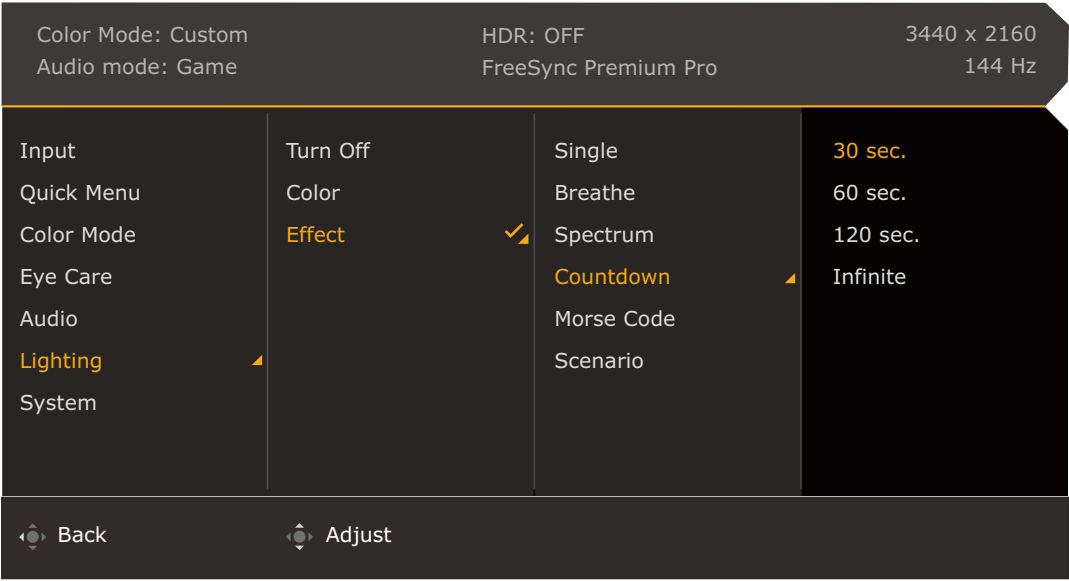 Color Mode: Custom
HDR: OFF
3440 x 2160
Audio mode: Game
FreeSync Premium Pro
144 Hz
Input
Quick Menu
Color Mode
Eye Care
Audio
Lighting
System
Turn Off
Color
Effect
Single
Breathe
Spectrum
Countdown
Morse Code
Scenario
30 sec.
60 sec.
120 sec.
Infinite
Back
Adjust